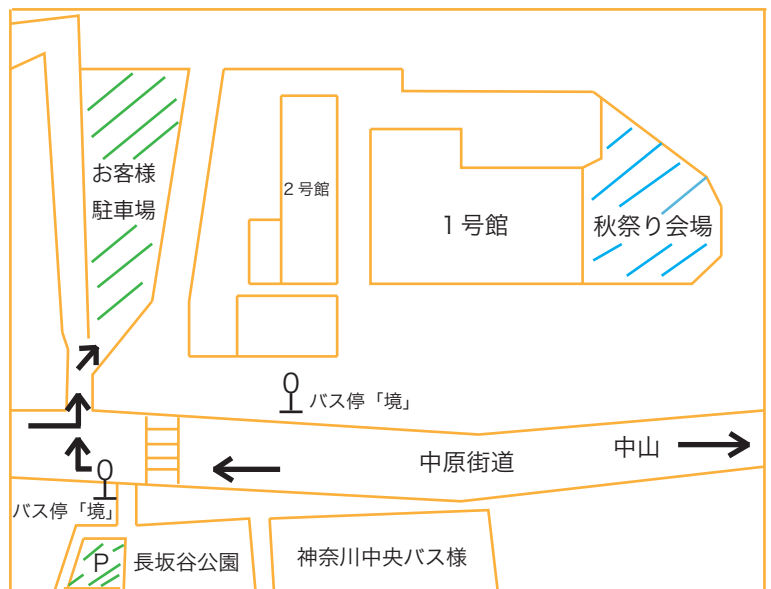 お客様
駐車場
２号館
１号館
秋祭り会場
バス停「境」
中原街道
中山
バス停「境」
P
長坂谷公園
神奈川中央バス様